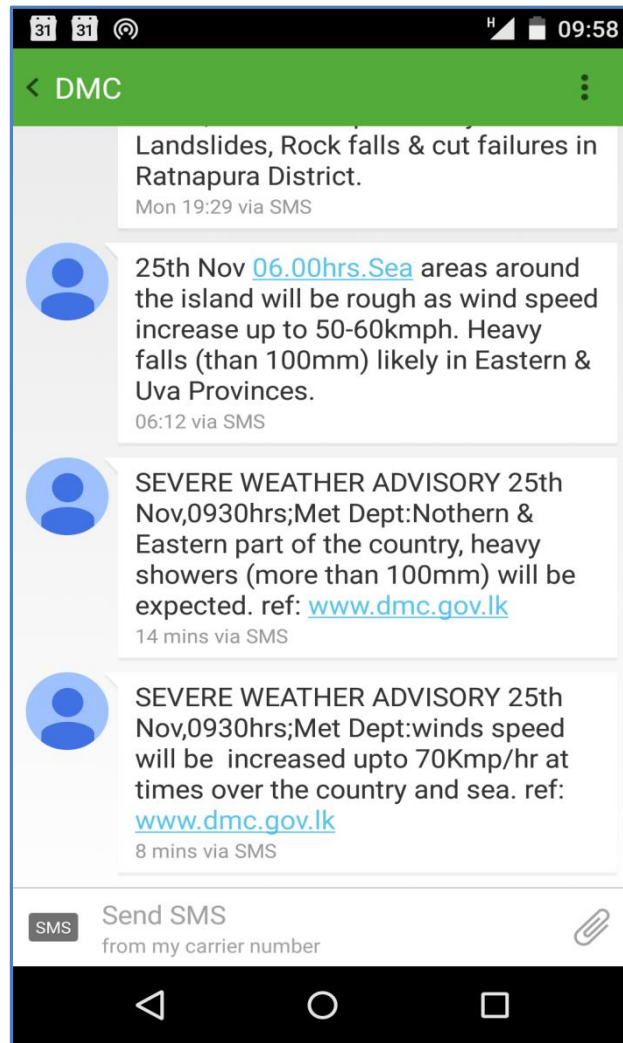 31 31 H 09:58
DMC
Landslides, Rock falls & cut failures in
Ratnapura District.
Mon 19:29 via SMS
25th Nov 06.00hrs.Sea areas around
the island will be rough as wind speed
increase up to 50-60kmph. Heavy
falls (than 100mm) likely in Eastern &
Uva Provinces.
06:12 via SMS
SEVERE WEATHER ADVISORY 25th
Nov,0930hrs;Met Dept:Nothern &
Eastern part of the country, heavy
showers (more than 100mm) will be
expected. ref: www.dmc.gov.lk
14 mins via SMS
SEVERE WEATHER ADVISORY 25th
Nov,0930hrs;Met Dept:winds speed
will be  increased upto 70Kmp/hr at
times over the country and sea. ref:
www.dmc.gov.lk
8 mins via SMS
SMS Send SMS
from my carrier number